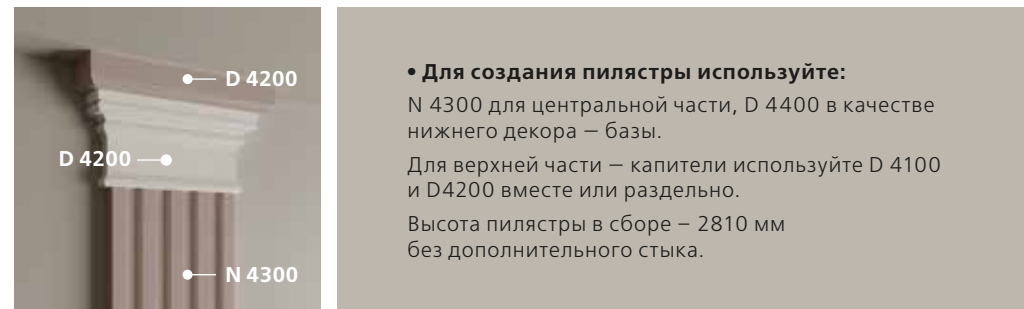 D 4200
D 4200
N 4300
• Для создания пилястры используйте:
N 4300 для центральной части, D 4400 в качестве
нижнего декора – базы.
Для верхней части – капители используйте D 4100
и D4200 вместе или раздельно.
Высота пилястры в сборе – 2810 мм
без дополнительного стыка.